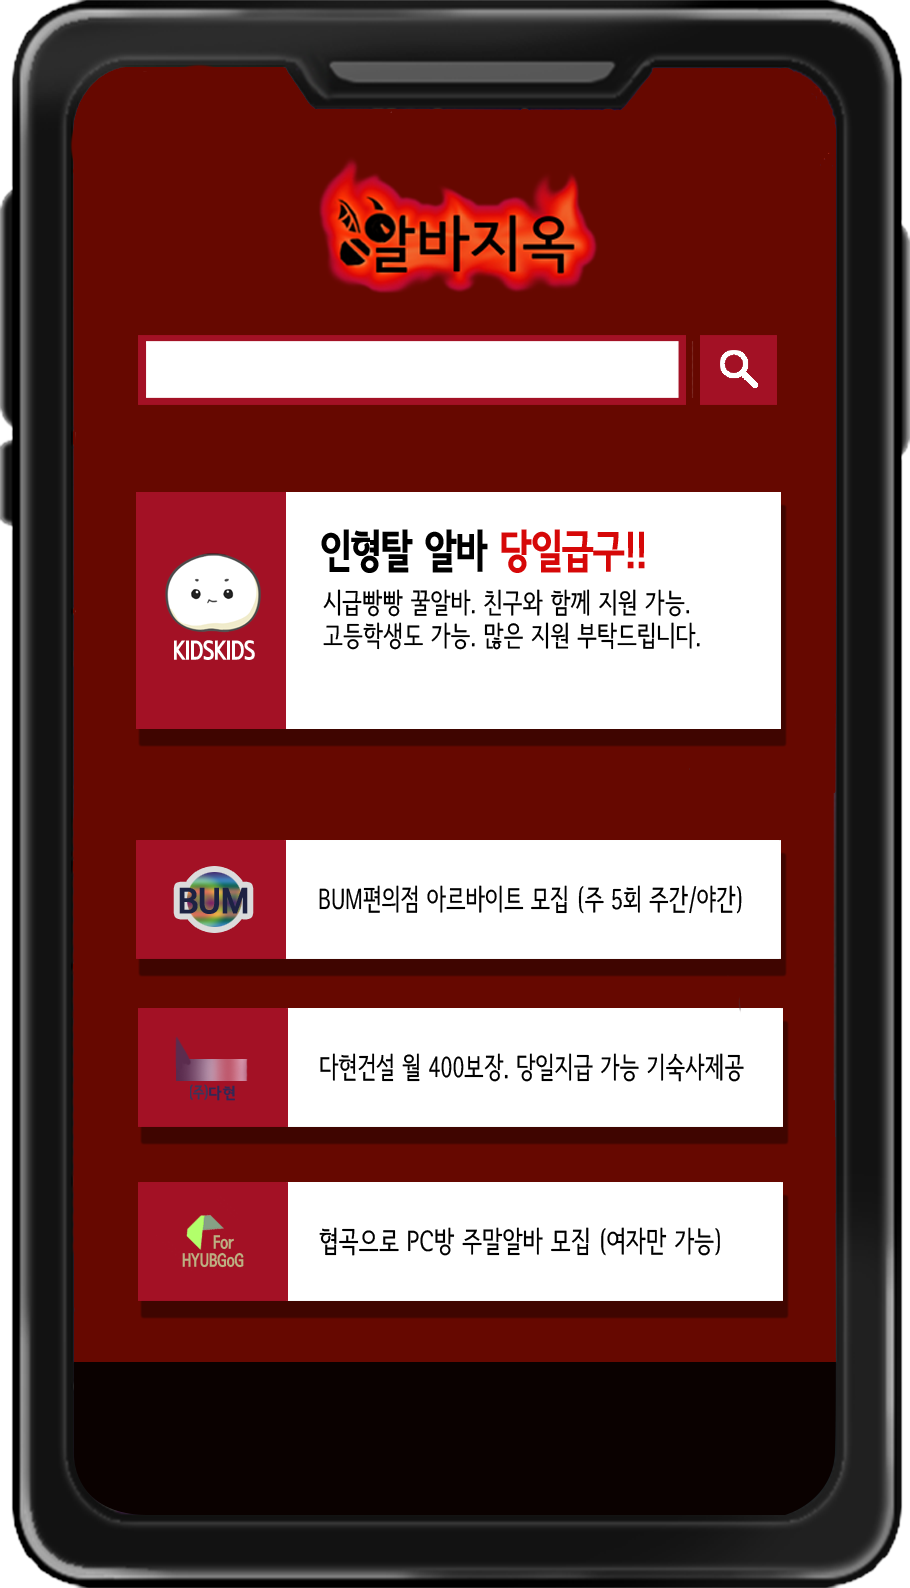 알바지옥
인형탈 알바 당일급구!!
시급빵빵 꿀알바. 친구와 함께 지원 가능.
고등학생도 가능. 많은 지원 부탁드립니다.
KIDSKIDS
BUM
BUM편의점 아르바이트 모집 (주 5회 주간/야간)
(주)다현
다현건설 월 400보장. 당일지급 가능 기숙사제공
For
HYUBGoG
협곡으로 PC방 주말알바 모집 (여자만 가능)